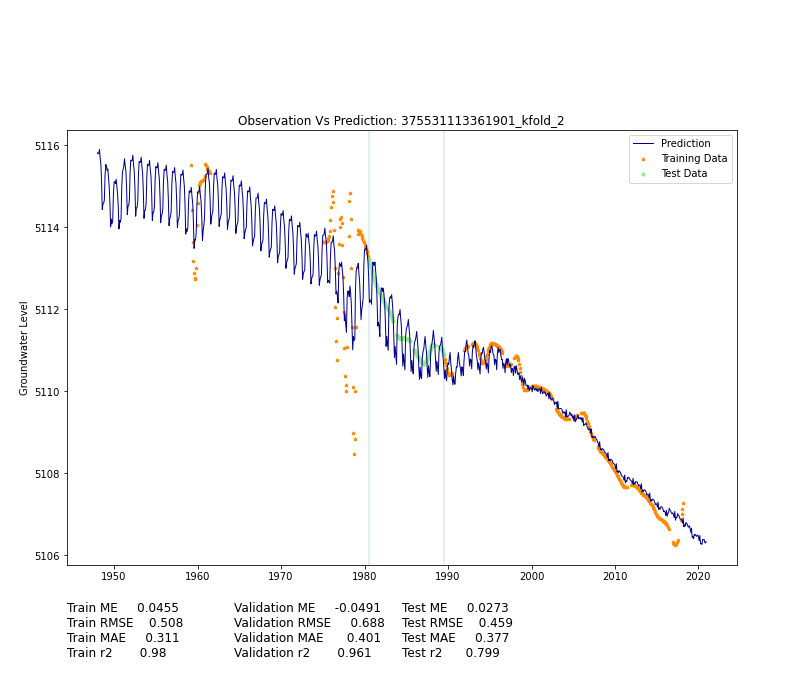 Observation Vs Prediction: 375531113361901_kfold_2
Prediction
Training Data
Test Data
5116
5114
5112
5110
5108
5106
Groundwater Level
1950 1960 1970 1980 1990 2000 2010 2020
Train ME 0.0455 Validation ME -0.0491 Test ME 0.0273
Train RMSE 0.508 Validation RMSE 0.688 Test RMSE 0.459
Train MAE 0.311 Validation MAE 0.401 Test MAE 0.377
Train r2 0.98 Validation r2 0.961 Test r2 0.799